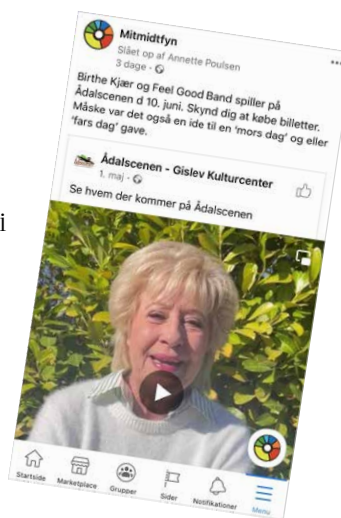 Mitmidtfyn
Slået op af Annette Poulsen
3 dage ·
Birthe Kjær og Feel Good Band spiller på
Ådalscenen d 10. juni. Skynd dig at købe billetter.
Måske var det også en ide til en 'mors dag' og eller
'fars dag' gave.
Ådalscenen - Gislev Kulturcenter
1. maj ·
Se hvem der kommer på Ådalscenen
i
Startside
Marketplace
Grupper
Sider
Notifikationer
Menu